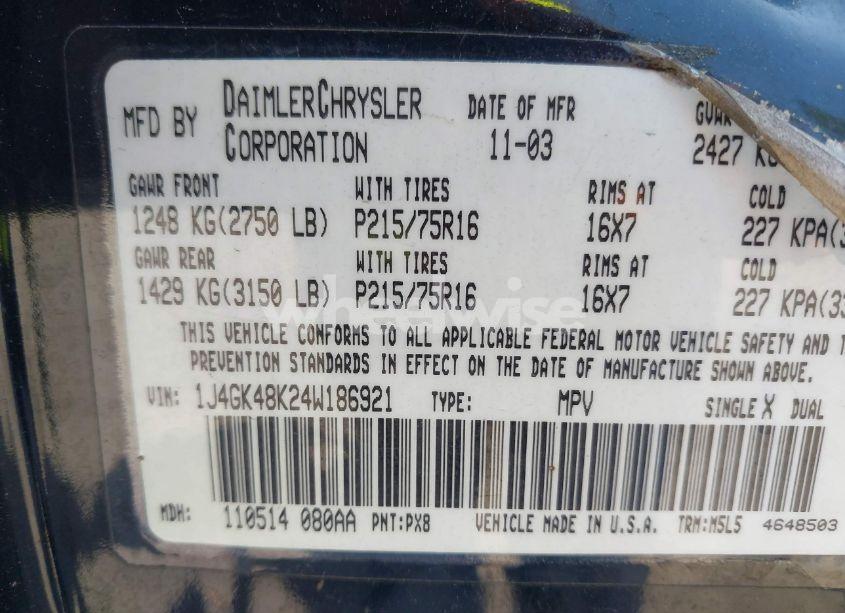 MFD BY DAIMLERCHRYSLER CORPORATION DATE OF MFR 11-03 GVWR 2427
GAWR FRONT WITH TIRES RIMS AT COLD
1248 KG(2750 LB) P215/75R16 16X7 227 KPA(
GAWR REAR WITH TIRES RIMS AT COLD
1429 KG(3150 LB) P215/75R16 16X7 227 KPA(33
THIS VEHICLE CONFORMS TO ALL APPLICABLE FEDERAL MOTOR VEHICLE SAFETY AND
PREVENTION STANDARDS IN EFFECT ON THE DATE OF MANUFACTURE SHOWN ABOVE.
VIN: 1J4GK48K24W186921 TYPE: MPV SINGLE X DUAL
MDH: 110514 080AA PNT:PX8 VEHICLE MADE IN U.S.A. TRM:M5L5 4648503
wheelwise